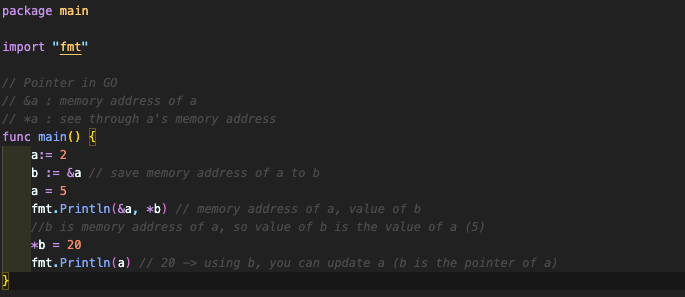 package main
import "fmt"
// Pointer in GO
// &a : memory address of a
// *a : see through a's memory address
func main() {
a:= 2
b := &a // save memory address of a to b
a = 5
fmt.Println(&a, *b) // memory address of a, value of b
//b is memory address of a, so value of b is the value of a (5)
*b = 20
fmt.Println(a) // 20 -> using b, you can update a (b is the pointer of a)
}